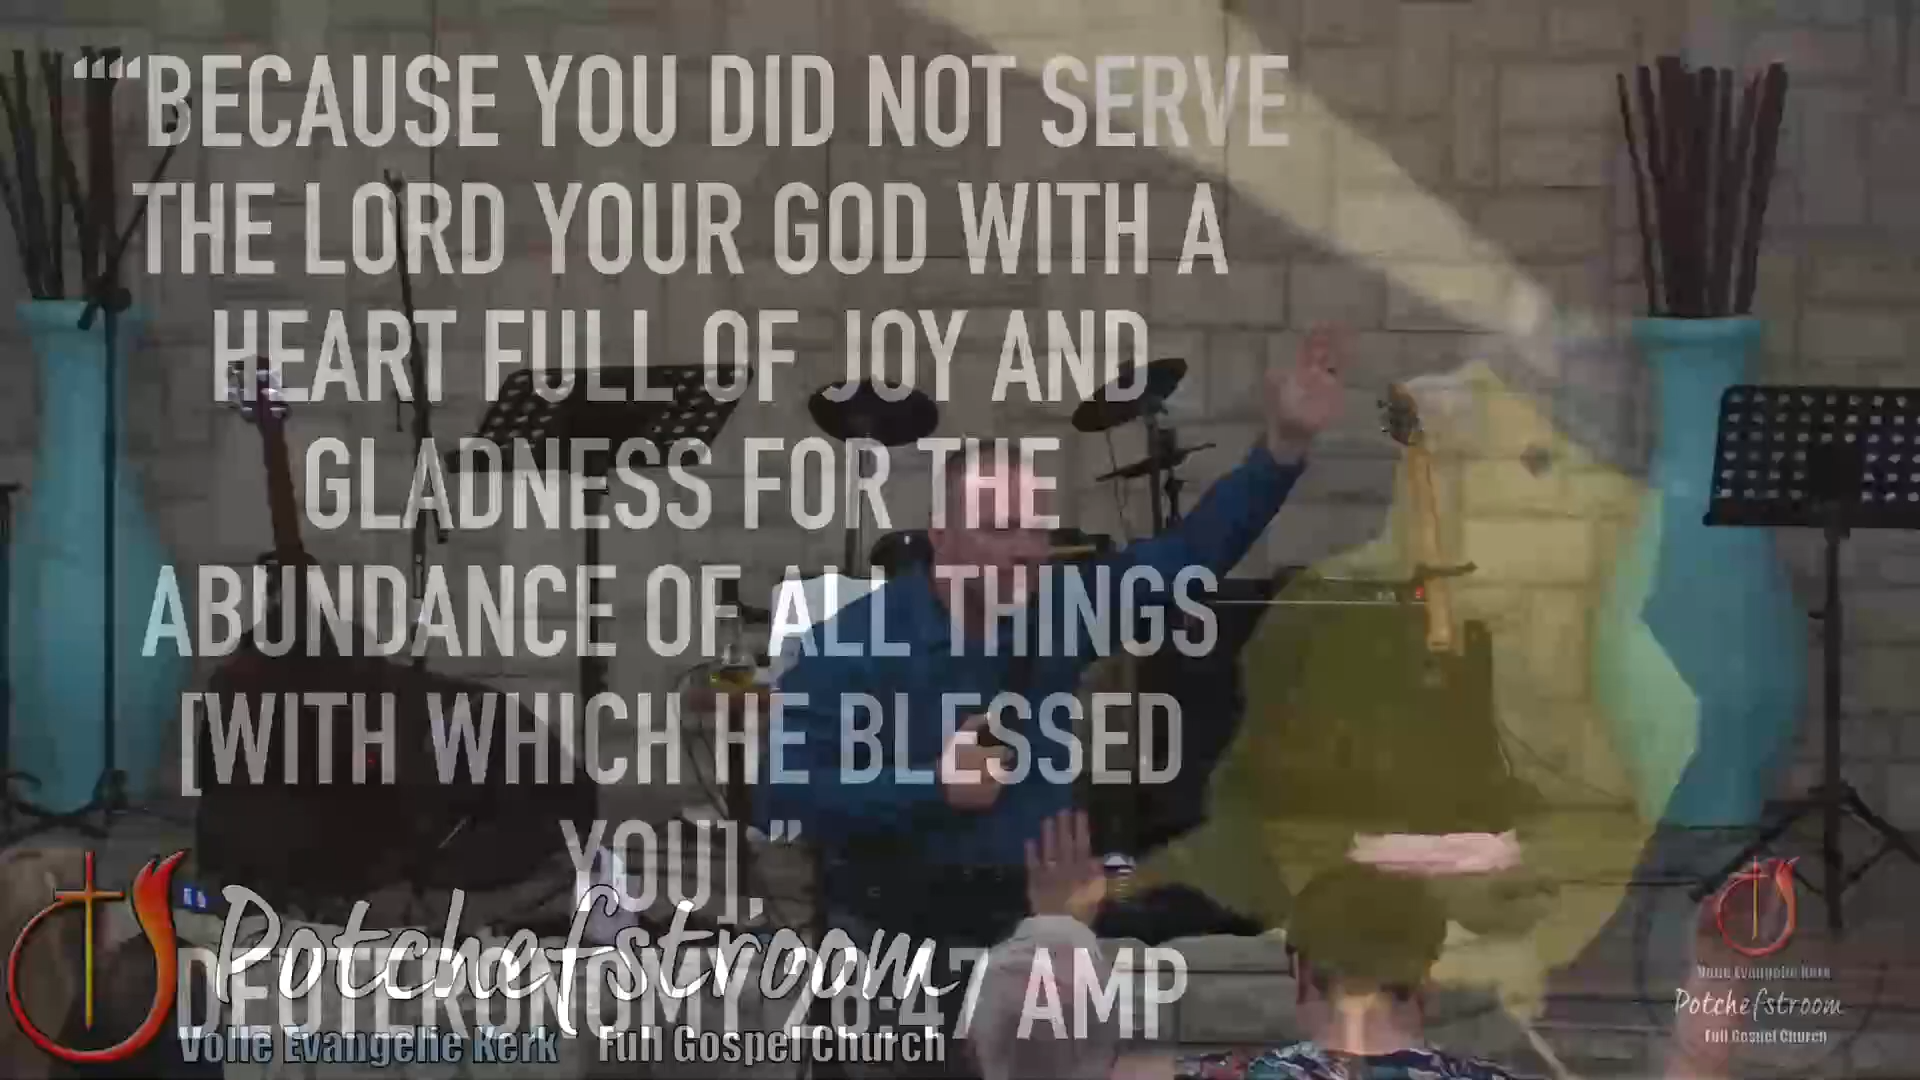 ““BECAUSE YOU DID NOT SERVE
THE LORD YOUR GOD WITH A
HEART FULL OF JOY AND
GLADNESS FOR THE
ABUNDANCE OF ALL THINGS
[WITH WHICH HE BLESSED
YOU],”
DEUTERONOMY 28:47 AMP
Potchefstroom
Volle Evangelie Kerk Full Gospel Church
Volle Evangelie Kerk
Potchefstroom
Full Gospel Church